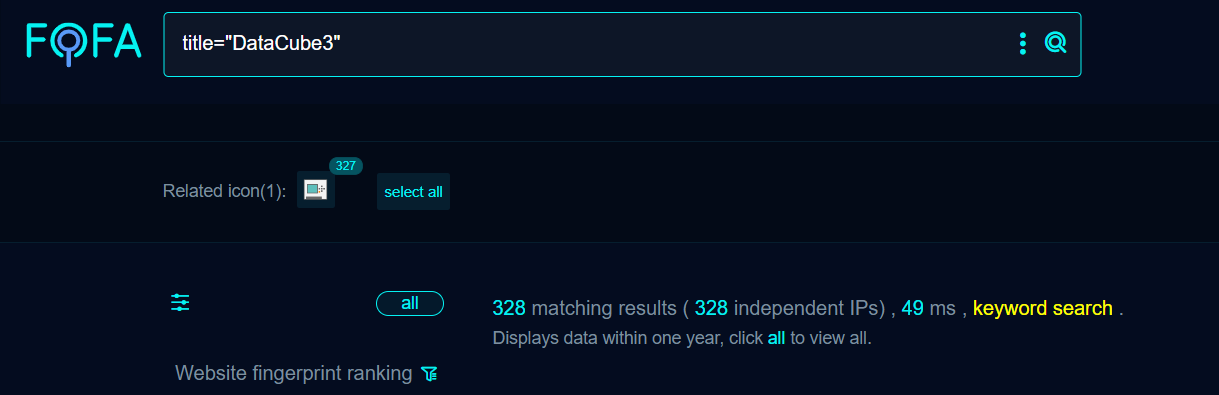 FOFA
title="DataCube3"
327
Related icon(1):
select all
all
328 matching results ( 328 independent IPs) , 49 ms , keyword search .
Displays data within one year, click all to view all.
Website fingerprint ranking